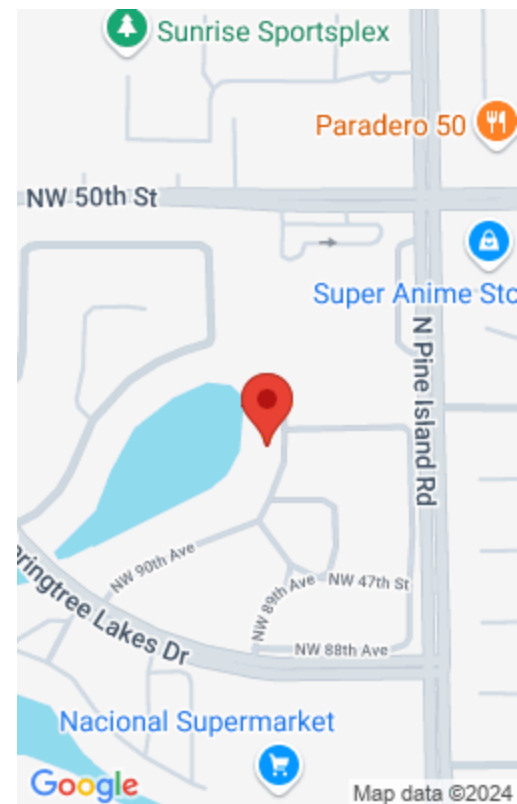 Sunrise Sportsplex
Paradero 50
NW 50th St
Super Anime Sto
N Pine Island Rd
NW 90th Ave
NW 89th Ave
NW 47th St
pringtree Lakes Dr
NW 88th Ave
Nacional Supermarket
Google
Map data ©2024